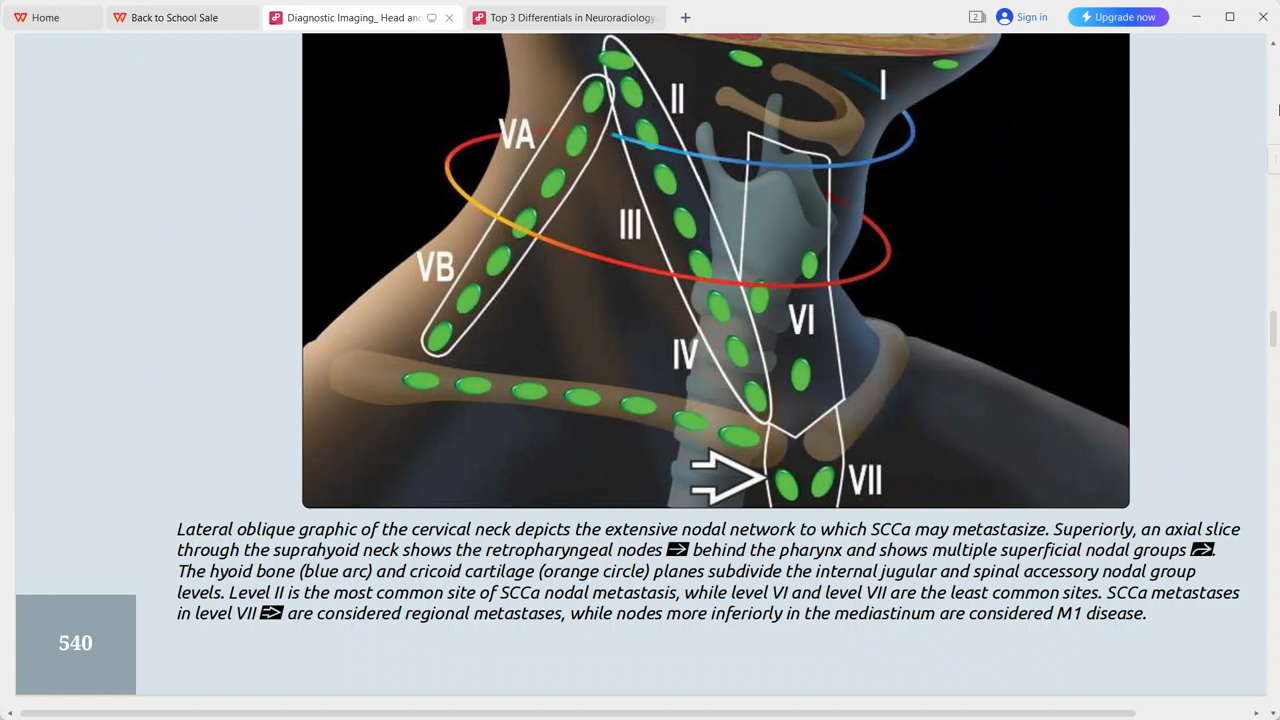 Home
Back to School Sale
Diagnostic Imaging_ Head and
Top 3 Differentials in Neuroradiology
2
Sign in
Upgrade now
I
II
VA
III
VB
VI
IV
VII
Lateral oblique graphic of the cervical neck depicts the extensive nodal network to which SCCa may metastasize. Superiorly, an axial slice
through the suprahyoid neck shows the retropharyngeal nodes behind the pharynx and shows multiple superficial nodal groups .
The hyoid bone (blue arc) and cricoid cartilage (orange circle) planes subdivide the internal jugular and spinal accessory nodal group
levels. Level II is the most common site of SCCa nodal metastasis, while level VI and level VII are the least common sites. SCCa metastases
in level VII are considered regional metastases, while nodes more inferiorly in the mediastinum are considered M1 disease.
540